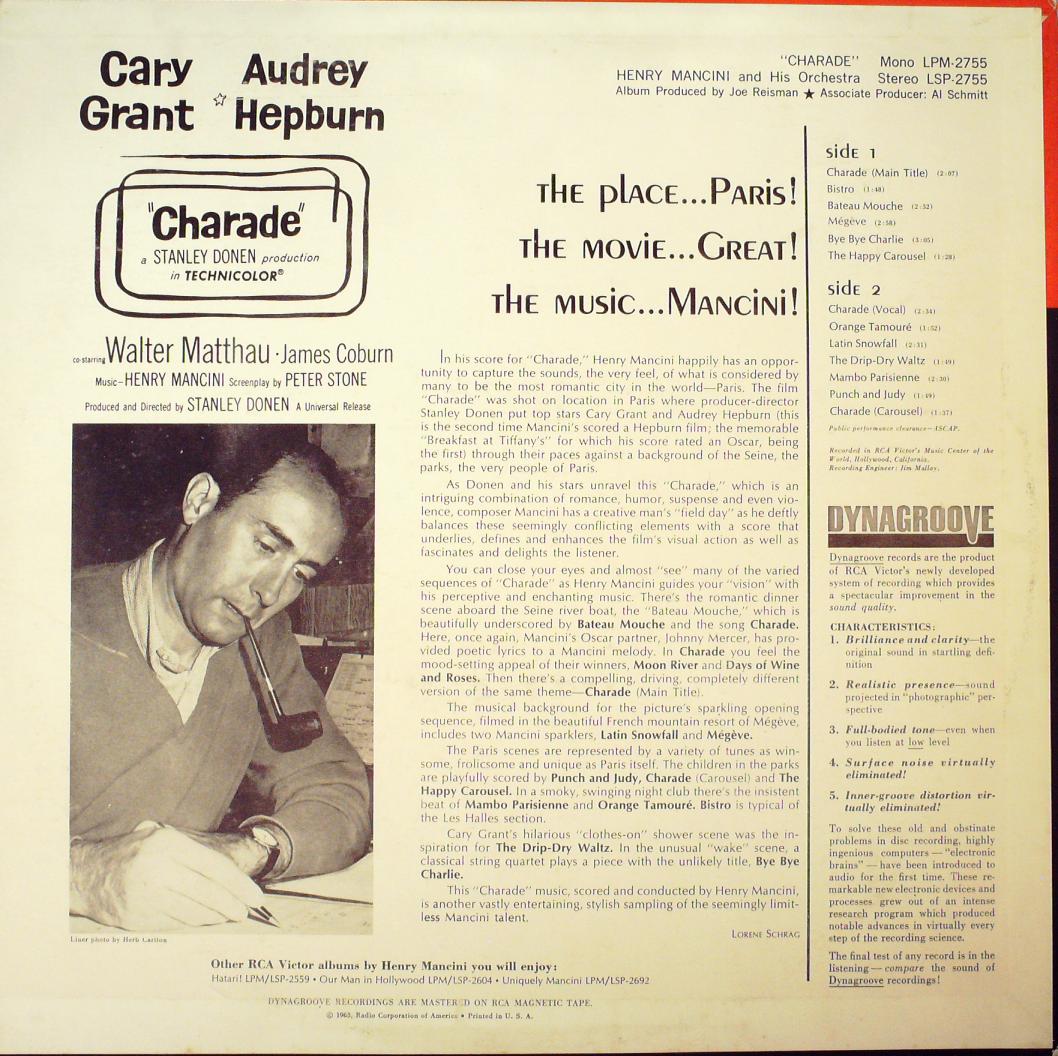 Cary Audrey
Grant ☆ Hepburn
"Charade"
a STANLEY DONEN production
in TECHNICOLOR®
co-starring Walter Matthau · James Coburn
Music—HENRY MANCINI Screenplay by PETER STONE
Produced and Directed by STANLEY DONEN A Universal Release
Liner photo by Herb Carlton
"CHARADE" Mono LPM-2755
HENRY MANCINI and His Orchestra Stereo LSP-2755
Album Produced by Joe Reisman ★ Associate Producer: Al Schmitt
THE PLACE...PARIS!
THE MOVIE...GREAT!
THE MUSIC...MANCINI!
In his score for "Charade," Henry Mancini happily has an oppor-
tunity to capture the sounds, the very feel, of what is considered by
many to be the most romantic city in the world—Paris. The film
"Charade" was shot on location in Paris where producer-director
Stanley Donen put top stars Cary Grant and Audrey Hepburn (this
is the second time Mancini's scored a Hepburn film; the memorable
"Breakfast at Tiffany's" for which his score rated an Oscar, being
the first) through their paces against a background of the Seine, the
parks, the very people of Paris.
As Donen and his stars unravel this "Charade," which is an
intriguing combination of romance, humor, suspense and even vio-
lence, composer Mancini has a creative man's "field day" as he deftly
balances these seemingly conflicting elements with a score that
underlies, defines and enhances the film's visual action as well as
fascinates and delights the listener.
You can close your eyes and almost "see" many of the varied
sequences of "Charade" as Henry Mancini guides your "vision" with
his perceptive and enchanting music. There's the romantic dinner
scene aboard the Seine river boat, the "Bateau Mouche," which is
beautifully underscored by Bateau Mouche and the song Charade.
Here, once again, Mancini's Oscar partner, Johnny Mercer, has pro-
vided poetic lyrics to a Mancini melody. In Charade you feel the
mood-setting appeal of their winners, Moon River and Days of Wine
and Roses. Then there's a compelling, driving, completely different
version of the same theme—Charade (Main Title).
The musical background for the picture's sparkling opening
sequence, filmed in the beautiful French mountain resort of Mégève,
includes two Mancini sparklers, Latin Snowfall and Mégève.
The Paris scenes are represented by a variety of tunes as win-
some, frolicsome and unique as Paris itself. The children in the parks
are playfully scored by Punch and Judy, Charade (Carousel) and The
Happy Carousel. In a smoky, swinging night club there's the insistent
beat of Mambo Parisienne and Orange Tamouré. Bistro is typical of
the Les Halles section.
Cary Grant's hilarious "clothes-on" shower scene was the in-
spiration for The Drip-Dry Waltz. In the unusual "wake" scene, a
classical string quartet plays a piece with the unlikely title, Bye Bye
Charlie.
This "Charade" music, scored and conducted by Henry Mancini,
is another vastly entertaining, stylish sampling of the seemingly limit-
less Mancini talent.
LORENE SCHRAG
side 1
Charade (Main Title) (2:07)
Bistro (1:48)
Bateau Mouche (2:52)
Mégève (2:58)
Bye Bye Charlie (3:05)
The Happy Carousel (1:28)
side 2
Charade (Vocal) (2:34)
Orange Tamouré (1:52)
Latin Snowfall (2:31)
The Drip-Dry Waltz (1:49)
Mambo Parisienne (2:30)
Punch and Judy (1:49)
Charade (Carousel) (1:37)
Public performance clearance—ASCAP.
Recorded in RCA Victor's Music Center of the
World, Hollywood, California.
Recording Engineer: Jim Malloy.
DYNAGROOVE
Dynagroove records are the product
of RCA Victor's newly developed
system of recording which provides
a spectacular improvement in the
sound quality.
CHARACTERISTICS:
1. Brilliance and clarity—the
original sound in startling defi-
nition
2. Realistic presence—sound
projected in "photographic" per-
spective
3. Full-bodied tone—even when
you listen at low level
4. Surface noise virtually
eliminated!
5. Inner-groove distortion vir-
tually eliminated!
To solve these old and obstinate
problems in disc recording, highly
ingenious computers — "electronic
brains" — have been introduced to
audio for the first time. These re-
markable new electronic devices and
processes grew out of an intense
research program which produced
notable advances in virtually every
step of the recording science.
The final test of any record is in the
listening — compare the sound of
Dynagroove recordings!
Other RCA Victor albums by Henry Mancini you will enjoy:
Hatari! LPM/LSP-2559 • Our Man in Hollywood LPM/LSP-2604 • Uniquely Mancini LPM/LSP-2692
DYNAGROOVE RECORDINGS ARE MASTER D ON RCA MAGNETIC TAPE.
© 1963, Radio Corporation of America • Printed in U. S. A.